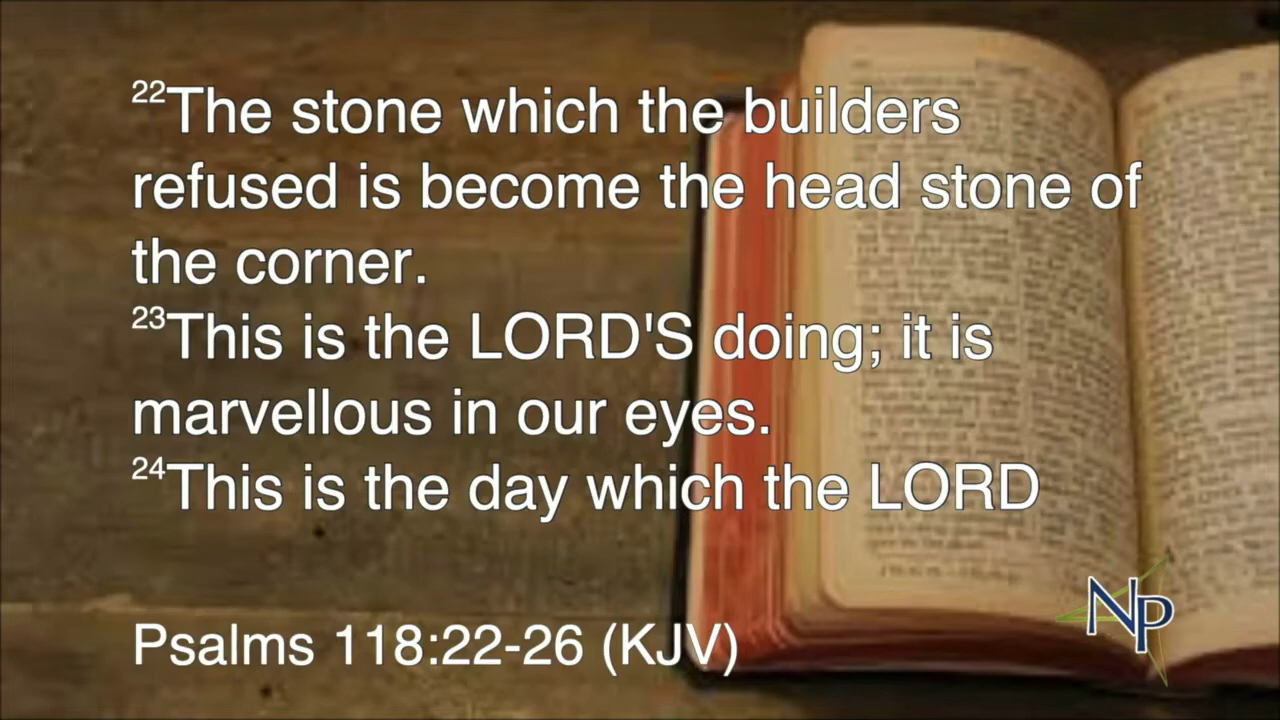 22The stone which the builders
refused is become the head stone of
the corner.
23This is the LORD'S doing; it is
marvellous in our eyes.
24This is the day which the LORD
Psalms 118:22-26 (KJV)
NP